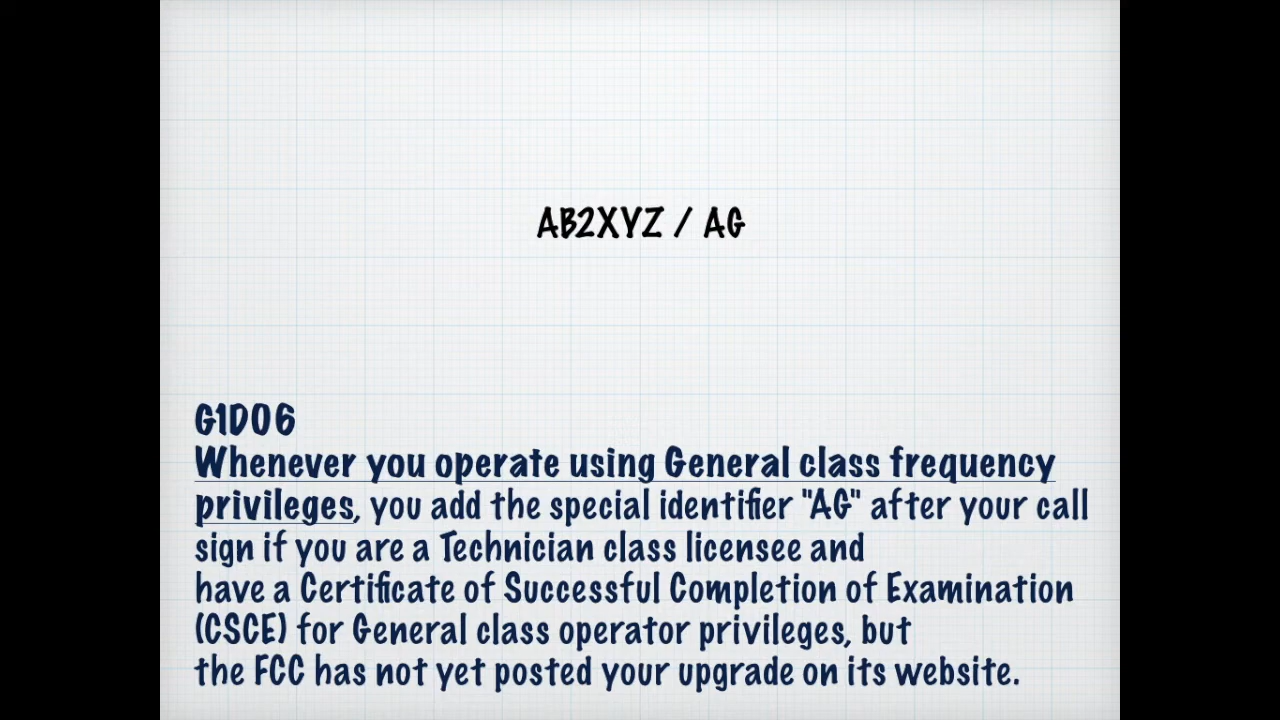 AB2XYZ / AG
G1D06
Whenever you operate using General class frequency
privileges, you add the special identifier "AG" after your call
sign if you are a Technician class licensee and
have a Certificate of Successful Completion of Examination
(CSCE) for General class operator privileges, but
the FCC has not yet posted your upgrade on its website.